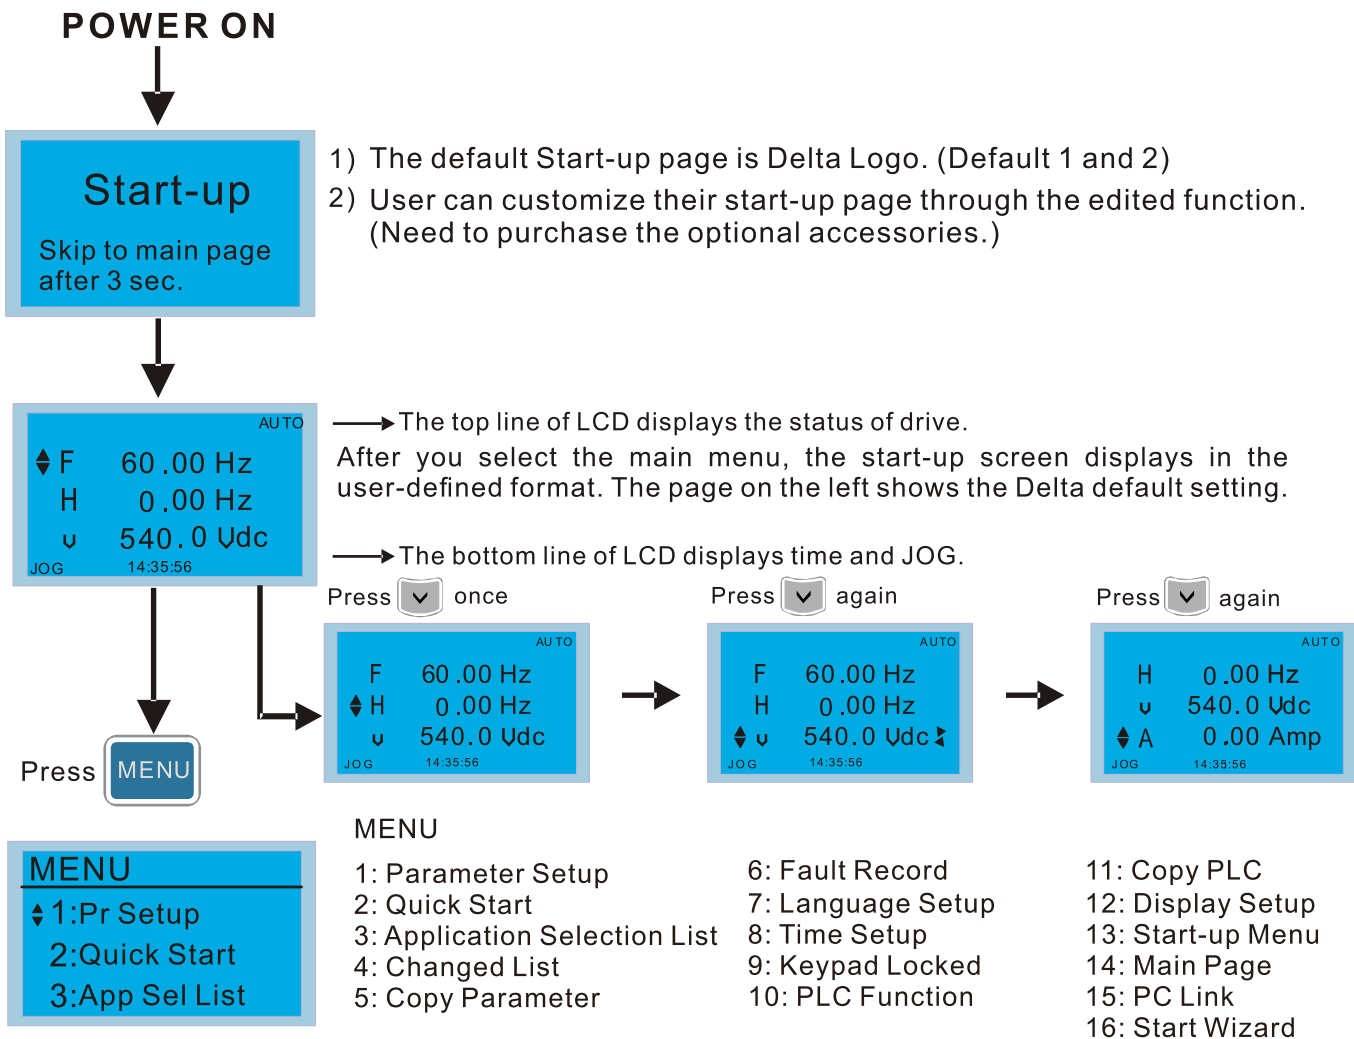 POWER ON
Start-up
Skip to main page
after 3 sec.
1) The default Start-up page is Delta Logo. (Default 1 and 2)
2) User can customize their start-up page through the edited function.
(Need to purchase the optional accessories.)
AUTO
F 60.00 Hz
H 0.00 Hz
u 540.0 Vdc
JOG 14:35:56
The top line of LCD displays the status of drive.
After you select the main menu, the start-up screen displays in the
user-defined format. The page on the left shows the Delta default setting.
The bottom line of LCD displays time and JOG.
Press once
AUTO
F 60.00 Hz
H 0.00 Hz
u 540.0 Vdc
JOG 14:35:56
Press again
AUTO
F 60.00 Hz
H 0.00 Hz
u 540.0 Vdc
JOG 14:35:56
Press again
AUTO
H 0.00 Hz
u 540.0 Vdc
A 0.00 Amp
JOG 14:35:56
Press MENU
MENU
1:Pr Setup
2:Quick Start
3:App Sel List
MENU
1: Parameter Setup
2: Quick Start
3: Application Selection List
4: Changed List
5: Copy Parameter
6: Fault Record
7: Language Setup
8: Time Setup
9: Keypad Locked
10: PLC Function
11: Copy PLC
12: Display Setup
13: Start-up Menu
14: Main Page
15: PC Link
16: Start Wizard